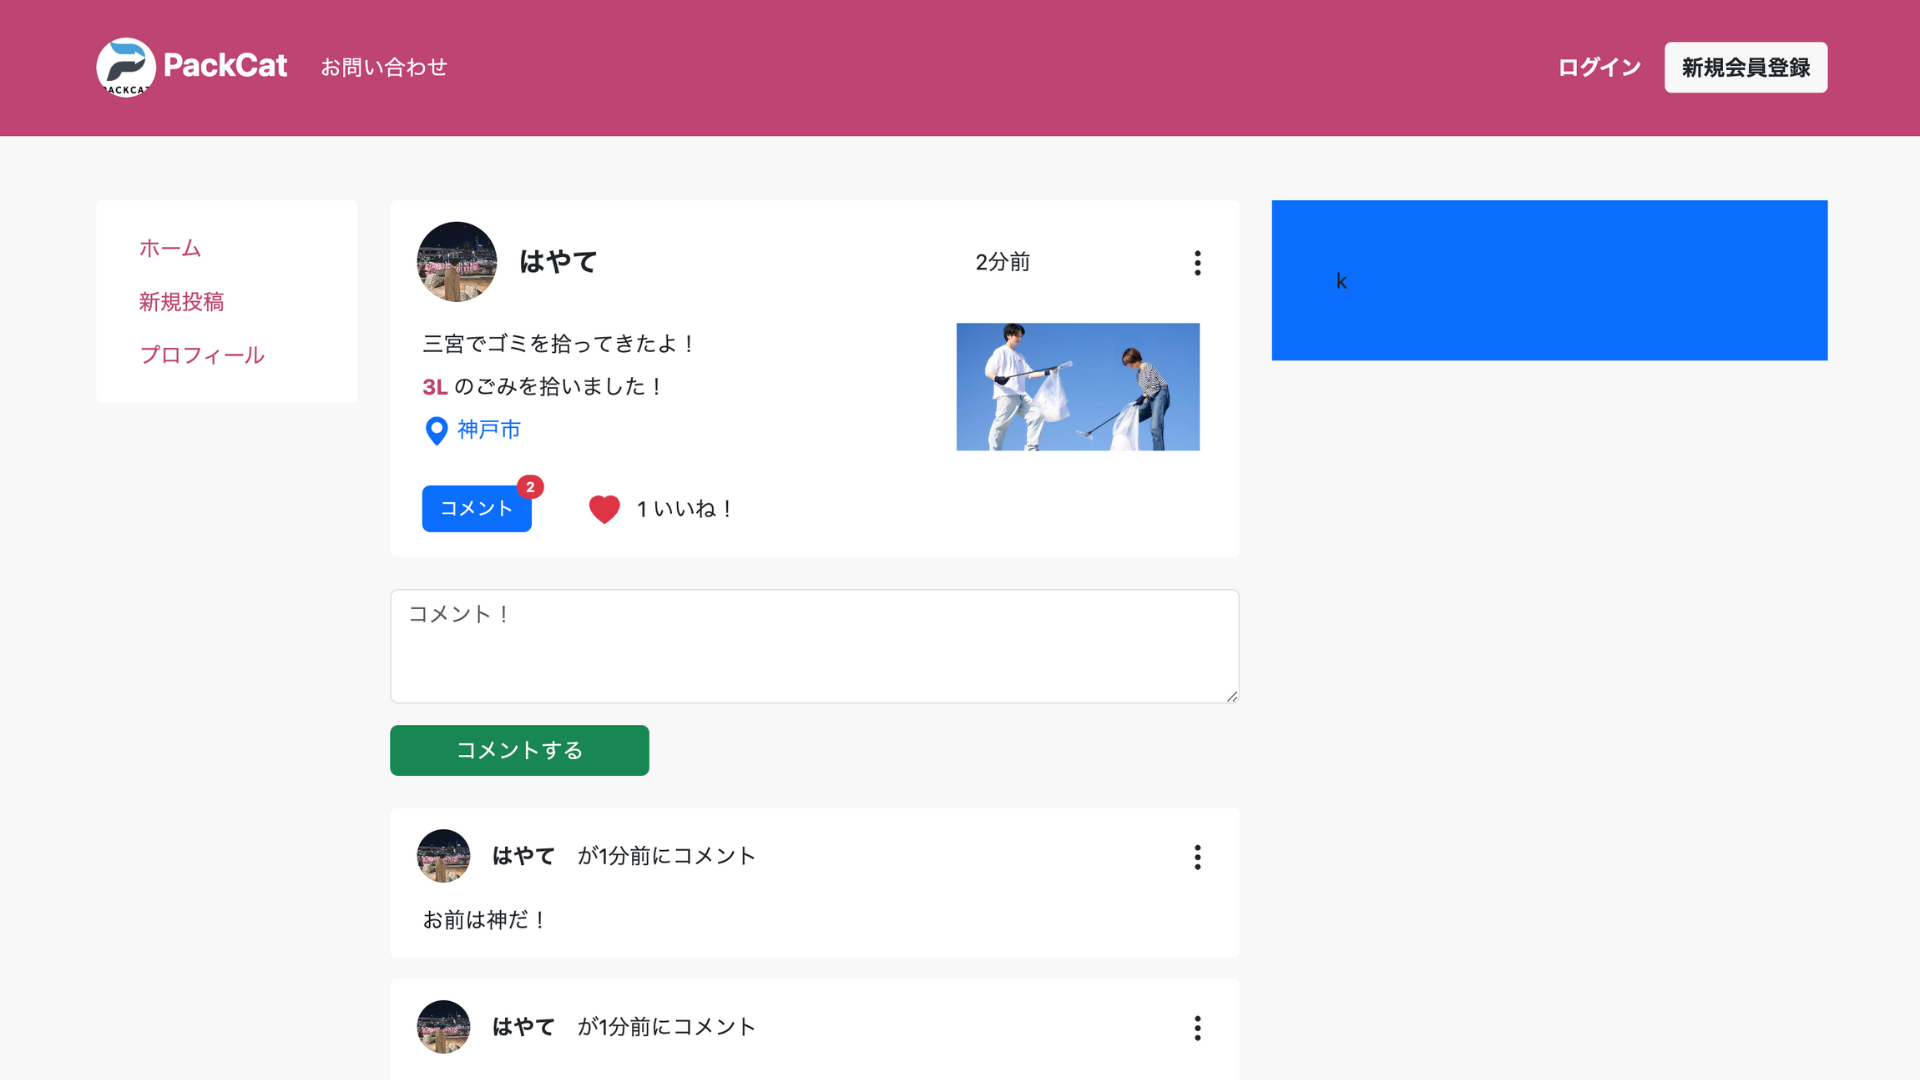 PACKCAT
PackCat
お問い合わせ
ログイン
新規会員登録
ホーム
新規投稿
プロフィール
はやて
2分前
三宮でゴミを拾ってきたよ！
3L のごみを拾いました！
神戸市
コメント
2
1 いいね！
k
コメント！
コメントする
はやて が1分前にコメント
お前は神だ！
はやて が1分前にコメント